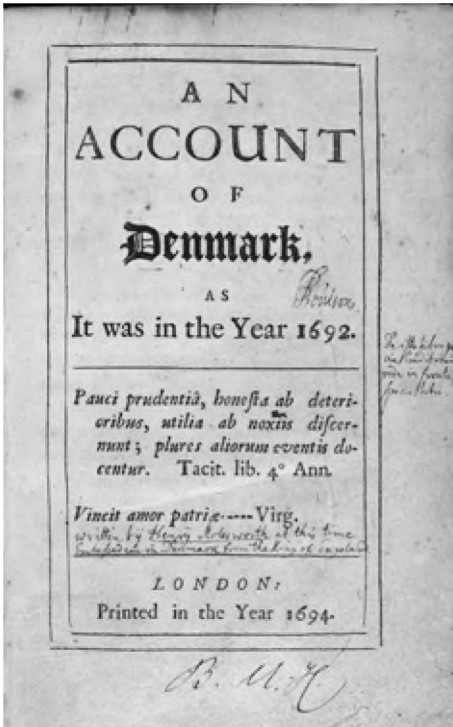 AN
ACCOUNT
OF
Denmark,
AS
It was in the Year 1692.
Pauci prudentiâ, honeſta ab deteri-
oribus, utilia ab noxiis diſcer-
nunt; plures aliorum eventis do-
centur. Tacit. lib. 4° Ann.
Vincit amor patriæ----Virg.
written by Henry Molesworth at this time
Embassadeur in Denmark from the King of England
LONDON:
Printed in the Year 1694.
B. U. H.